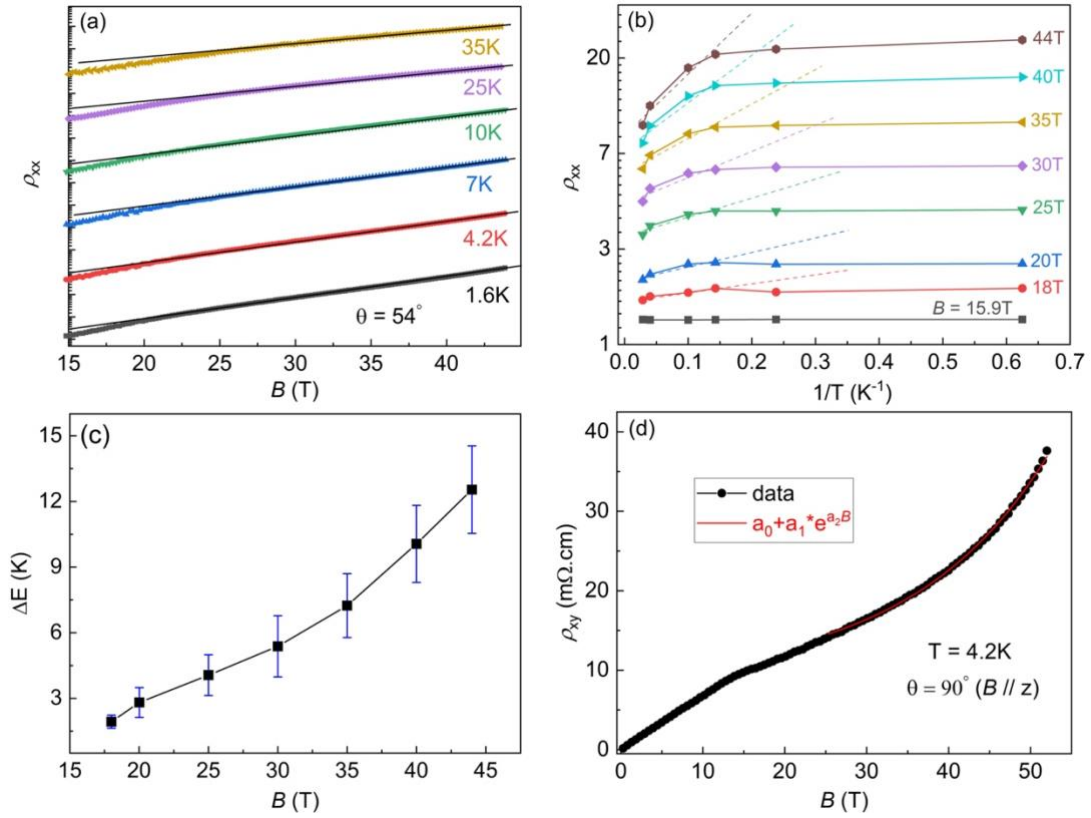 (a)
35K
25K
10K
7K
4.2K
1.6K
θ = 54°
ρxx
15 20 25 30 35 40
B (T)
(b)
44T
40T
35T
30T
25T
20T
18T
B = 15.9T
ρxx
20
7
3
1
0.0 0.1 0.2 0.3 0.4 0.5 0.6 0.7
1/T (K⁻¹)
(c)
ΔE (K)
15
12
9
6
3
15 20 25 30 35 40 45
B (T)
(d)
data
a₀+a₁*e^{a₂B}
T = 4.2K
θ = 90° (B // z)
ρxy (mΩ.cm)
40
30
20
10
0
0 10 20 30 40 50
B (T)